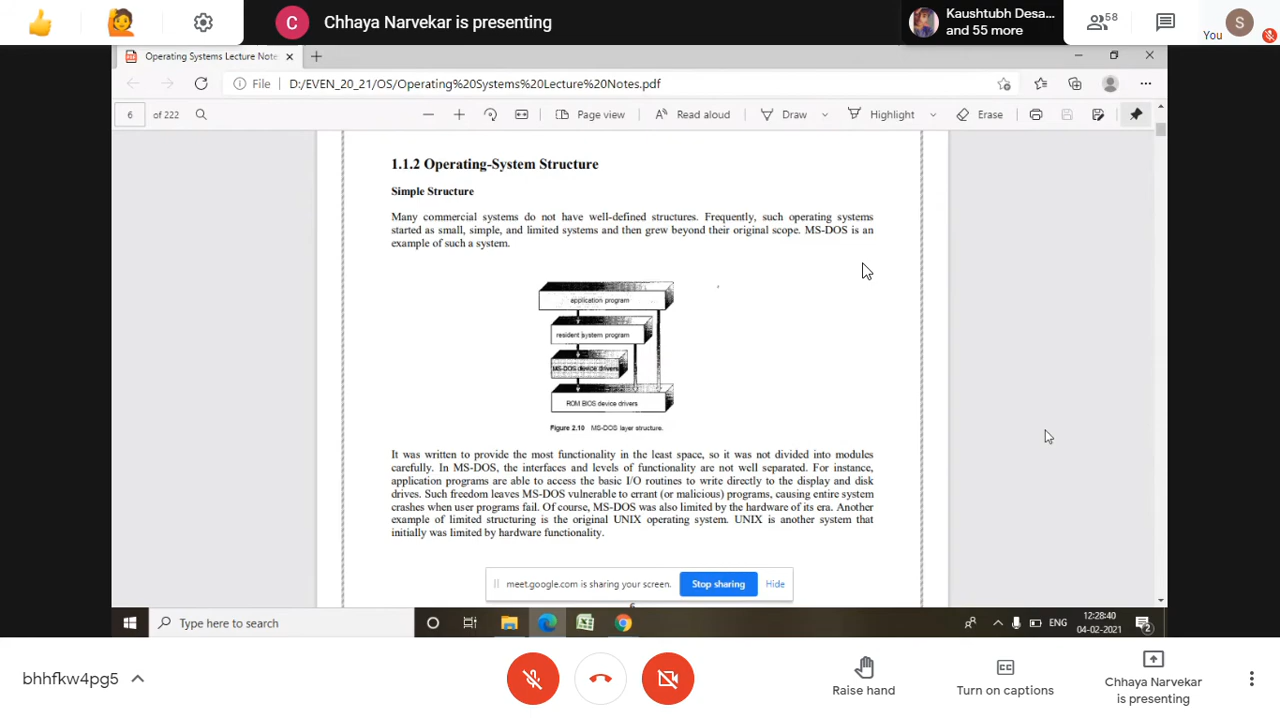 C Chhaya Narvekar is presenting
Kaushtubh Desa...
and 55 more
58
You
S
Operating Systems Lecture Note
File D:/EVEN_20_21/OS/Operating%20Systems%20Lecture%20Notes.pdf
6 of 222 Page view Read aloud Draw Highlight Erase
1.1.2 Operating-System Structure
Simple Structure
Many commercial systems do not have well-defined structures. Frequently, such operating systems
started as small, simple, and limited systems and then grew beyond their original scope. MS-DOS is an
example of such a system.
application program
resident system program
MS-DOS device drivers
ROM BIOS device drivers
Figure 2.10 MS-DOS layer structure.
It was written to provide the most functionality in the least space, so it was not divided into modules
carefully. In MS-DOS, the interfaces and levels of functionality are not well separated. For instance,
application programs are able to access the basic I/O routines to write directly to the display and disk
drives. Such freedom leaves MS-DOS vulnerable to errant (or malicious) programs, causing entire system
crashes when user programs fail. Of course, MS-DOS was also limited by the hardware of its era. Another
example of limited structuring is the original UNIX operating system. UNIX is another system that
initially was limited by hardware functionality.
meet.google.com is sharing your screen. Stop sharing Hide
Type here to search
ENG
12:28:40
04-02-2021
2
bhhfkw4pg5
Raise hand
Turn on captions
Chhaya Narvekar
is presenting